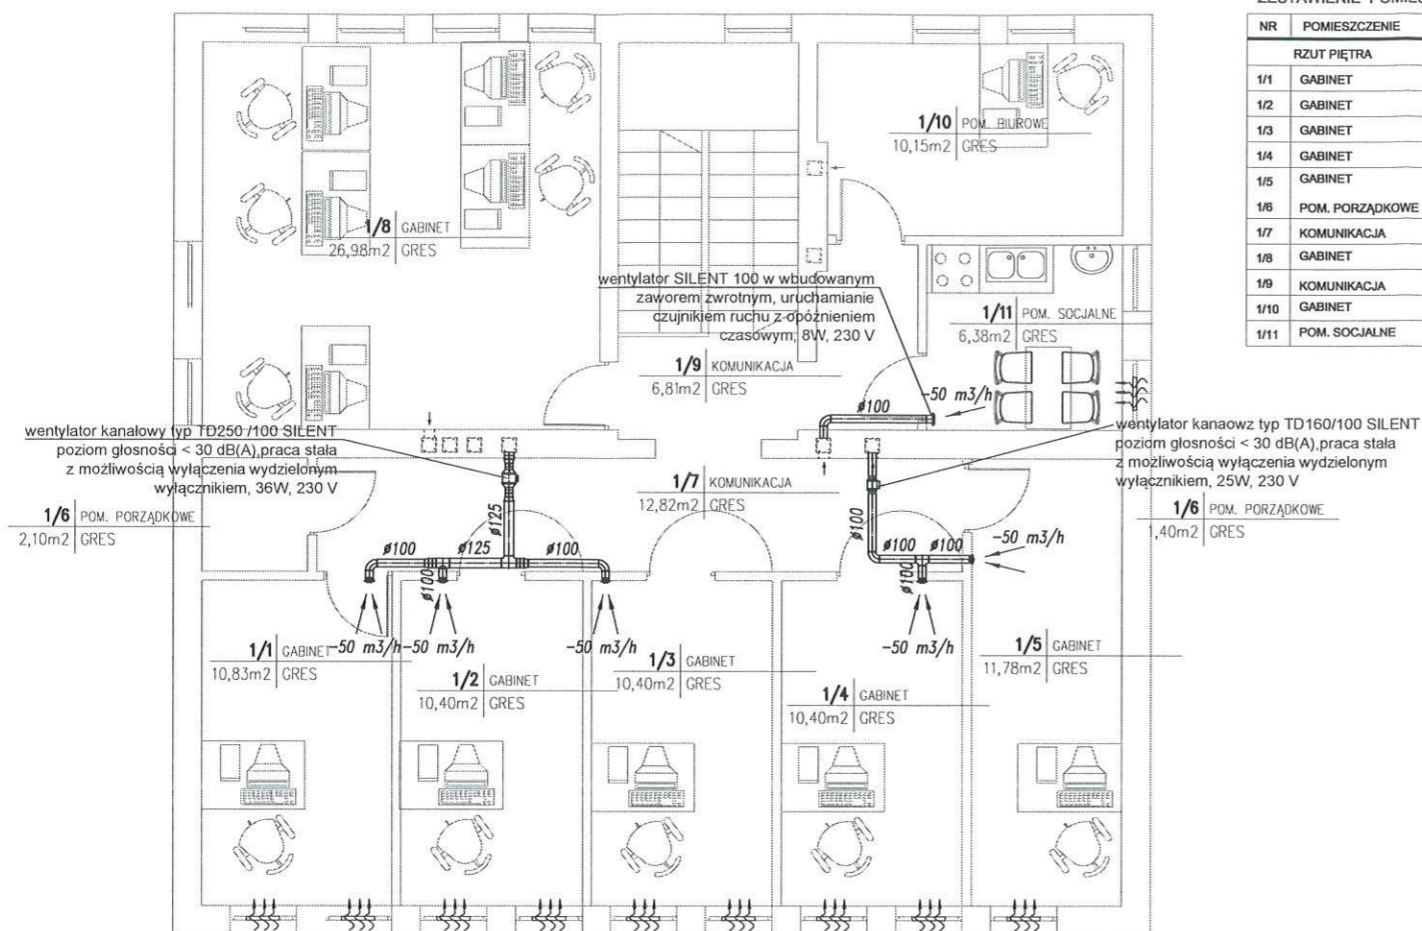 NR POMIESZCZENIE
RZUT PIĘTRA
1/1 GABINET
1/2 GABINET
1/3 GABINET
1/4 GABINET
1/5 GABINET
1/6 POM. PORZĄDKOWE
1/7 KOMUNIKACJA
1/8 GABINET
1/9 KOMUNIKACJA
1/10 GABINET
1/11 POM. SOCJALNE
1/10 POM. BIUROWE
10,15m2 GRES
1/8 GABINET
26,98m2 GRES
wentylator SILENT 100 w wbudowanym
zaworem zwrotnym, uruchamianie
czujnikiem ruchu z opóźnieniem
czasowym, 8W, 230 V
1/11 POM. SOCJALNE
6,38m2 GRES
1/9 KOMUNIKACJA
6,81m2 GRES
-50 m3/h
ø100
wentylator kanałowy typ TD250 /100 SILENT
poziom głosności < 30 dB(A),praca stała
z możliwością wyłączenia wydzielonym
wyłącznikiem, 36W, 230 V
wentylator kanaowz typ TD160/100 SILENT
poziom głosności < 30 dB(A),praca stała
z możliwością wyłączenia wydzielonym
wyłącznikiem, 25W, 230 V
1/7 KOMUNIKACJA
12,82m2 GRES
1/6 POM. PORZĄDKOWE
2,10m2 GRES
1/6 POM. PORZĄDKOWE
1,40m2 GRES
ø125
ø100
ø100 ø125 ø100
ø100 ø100
-50 m3/h
ø100
ø100
-50 m3/h
-50 m3/h
-50 m3/h
-50 m3/h
1/1 GABINET
10,83m2 GRES
1/2 GABINET
10,40m2 GRES
1/3 GABINET
10,40m2 GRES
1/4 GABINET
10,40m2 GRES
1/5 GABINET
11,78m2 GRES